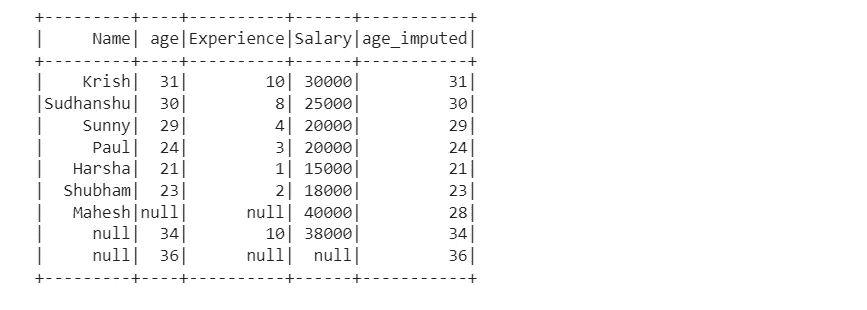 +---------+----+----------+------+-----------+
|     Name| age|Experience|Salary|age_imputed|
+---------+----+----------+------+-----------+
|    Krish|  31|        10| 30000|         31|
|Sudhanshu|  30|         8| 25000|         30|
|    Sunny|  29|         4| 20000|         29|
|     Paul|  24|         3| 20000|         24|
|   Harsha|  21|         1| 15000|         21|
|  Shubham|  23|         2| 18000|         23|
|   Mahesh|null|      null| 40000|         28|
|     null|  34|        10| 38000|         34|
|     null|  36|      null|  null|         36|
+---------+----+----------+------+-----------+